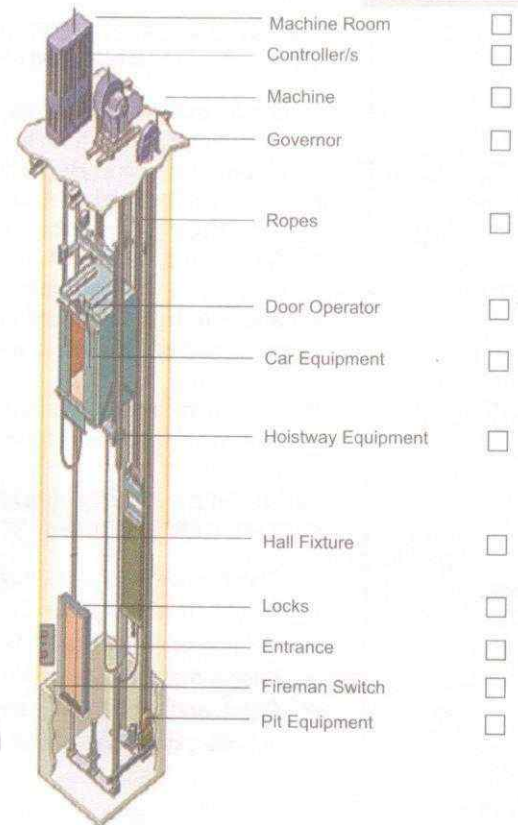 Machine Room
Controller/s
Machine
Governor
Ropes
Door Operator
Car Equipment
Hoistway Equipment
Hall Fixture
Locks
Entrance
Fireman Switch
Pit Equipment